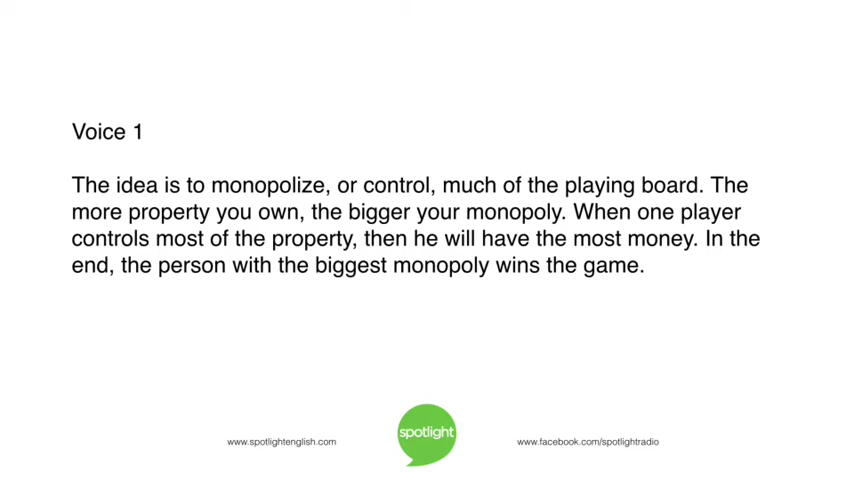 Voice 1
The idea is to monopolize, or control, much of the playing board. The
more property you own, the bigger your monopoly. When one player
controls most of the property, then he will have the most money. In the
end, the person with the biggest monopoly wins the game.
spotlight
www.spotlightenglish.com
www.facebook.com/spotlightradio